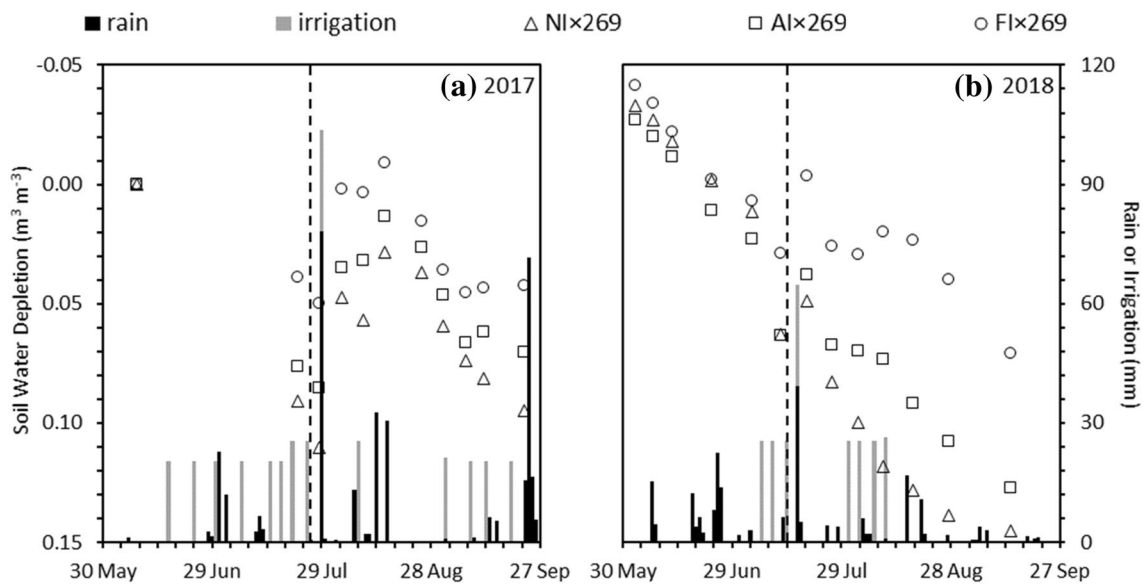 rain irrigation NI×269 AI×269 FI×269
-0.05 (a) 2017 (b) 2018 120
0.00 90
0.05 60
0.10 30
0.15 0
Soil Water Depletion (m³ m⁻³)
Rain or Irrigation (mm)
30 May 29 Jun 29 Jul 28 Aug 27 Sep 30 May 29 Jun 29 Jul 28 Aug 27 Sep